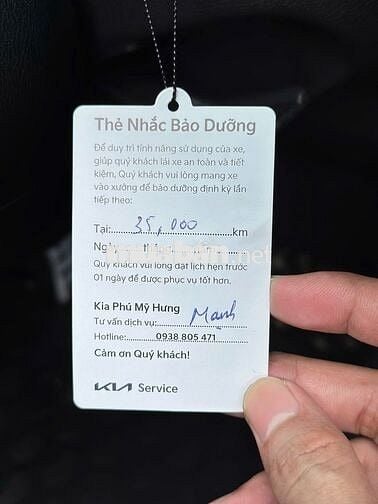 Thẻ Nhắc Bảo Dưỡng
Để duy trì tính năng sử dụng của xe,
giúp quý khách lái xe an toàn và tiết
kiệm, Quý khách vui lòng mang xe
vào xưởng để bảo dưỡng định kỳ lần
tiếp theo:
Tại:35,000km
Ngày
Quý khách vui lòng đặt lịch hẹn trước
01 ngày để được phục vụ tốt hơn.
Kia Phú Mỹ Hưng
Tư vấn dịch vụ: Mạnh
Hotline: 0938 805 471
Cảm ơn Quý khách!
KIA Service